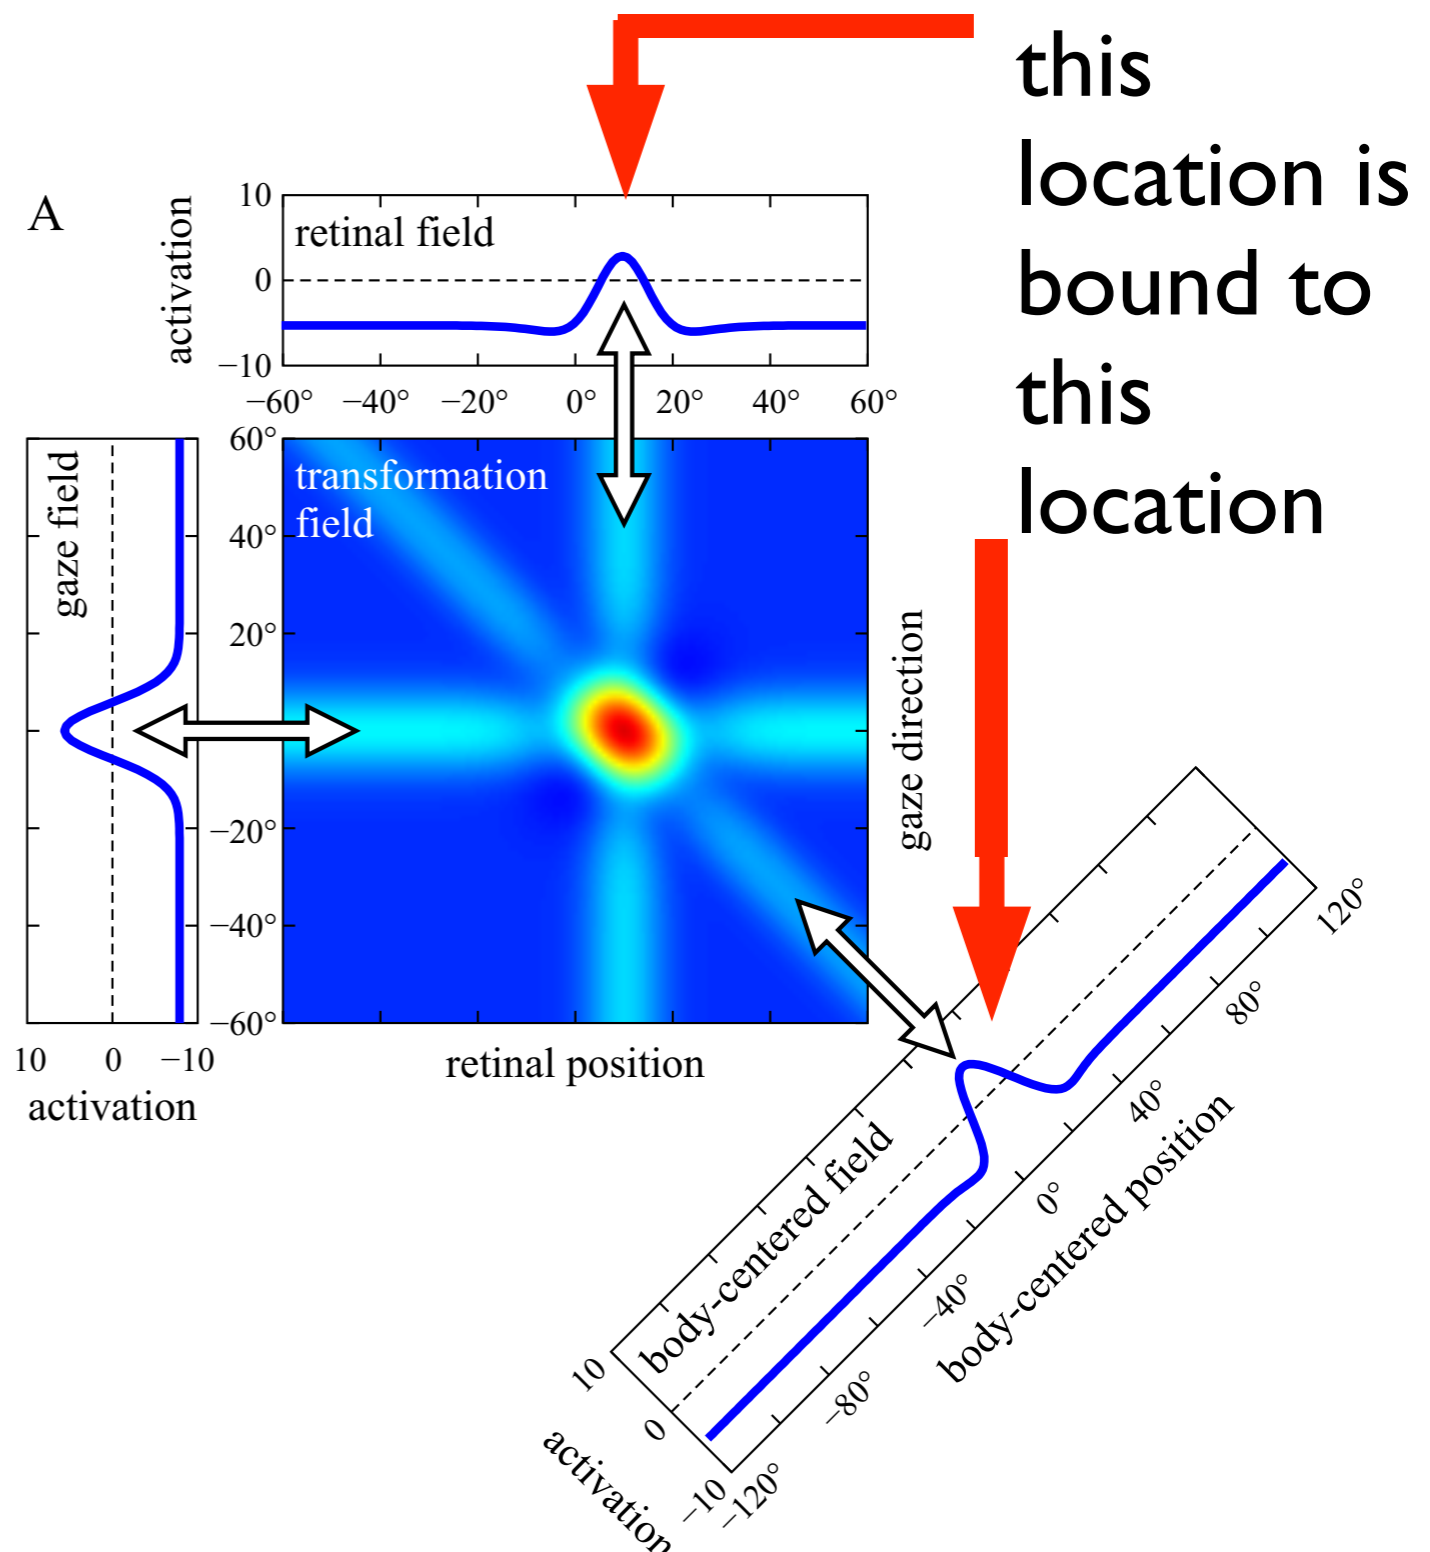 this
location is
bound to
this
location
A
activation
10
0
−10
retinal field
−60° −40° −20° 0° 20° 40° 60°
gaze field
10 0 −10
activation
transformation
field
60°
40°
20°
−20°
−40°
−60°
retinal position
gaze direction
body-centered field
10
0
−10
activation
−120°
−80°
−40°
0°
40°
80°
120°
body-centered position